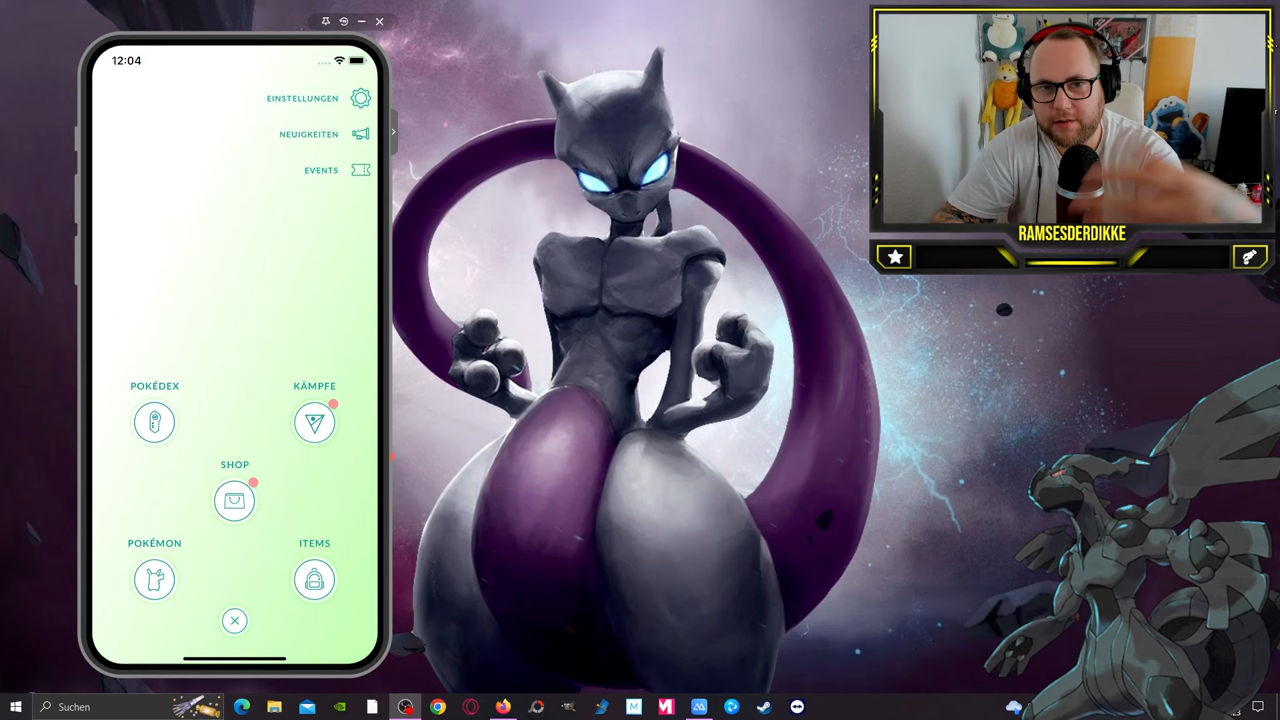 12:04
EINSTELLUNGEN
NEUIGKEITEN
EVENTS
POKÉDEX
KÄMPFE
SHOP
POKÉMON
ITEMS
RAMSESDERDIKKE
Suchen